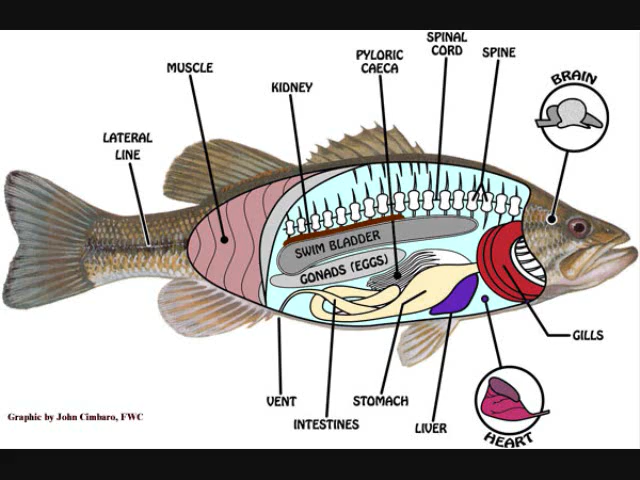 SPINAL
CORD
PYLORIC
CAECA
SPINE
MUSCLE
BRAIN
KIDNEY
LATERAL
LINE
SWIM BLADDER
GONADS (EGGS)
GILLS
VENT
STOMACH
INTESTINES
LIVER
HEART
Graphic by John Cimbaro, FWC